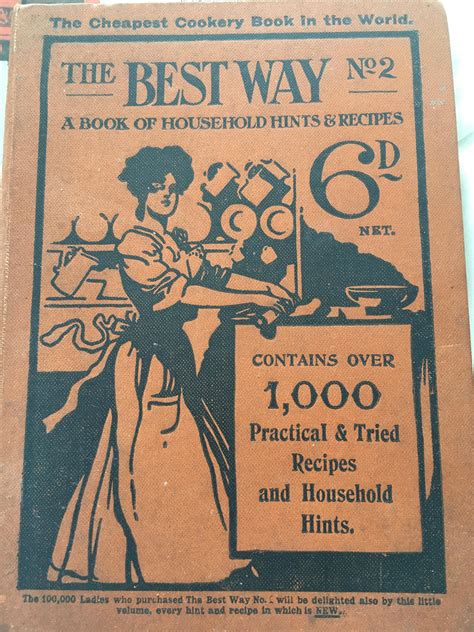 The Cheapest Cookery Book in the World.
THE BEST WAY No2
A BOOK OF HOUSEHOLD HINTS & RECIPES
6D
NET.
CONTAINS OVER
1,000
Practical & Tried
Recipes
and Household
Hints.
The 100,000 Ladies who purchased The Best Way No. will be delighted also by this little
volume, every hint and recipe in which is NEW.